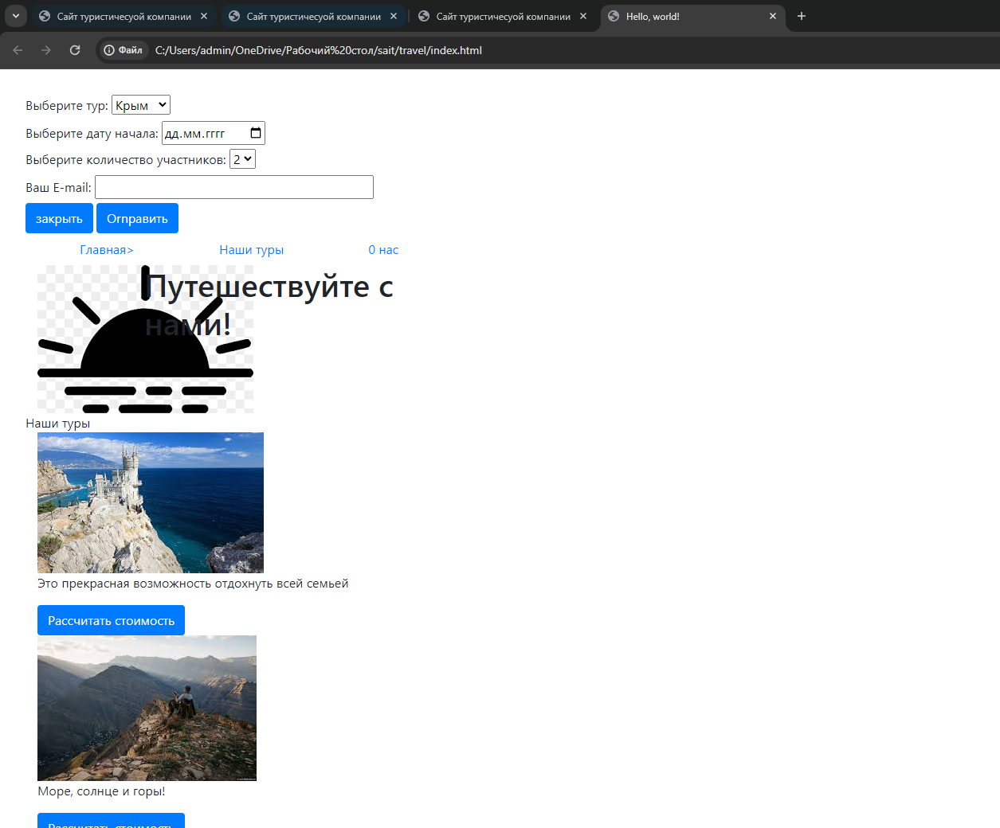 Сайт туристичесуой компании
Сайт туристичесуой компании
Сайт туристичесуой компании
Hello, world!
Файл
C:/Users/admin/OneDrive/Рабочий%20стол/sait/travel/index.html
Выберите тур: Крым
Выберите дату начала: дд.мм.гггг
Выберите количество участников: 2
Ваш E-mail:
закрыть Отправить
Главная> Наши туры 0 нас
Путешествуйте с
нами!
Наши туры
Это прекрасная возможность отдохнуть всей семьей
Рассчитать стоимость
Море, солнце и горы!
Рассчитать стоимость